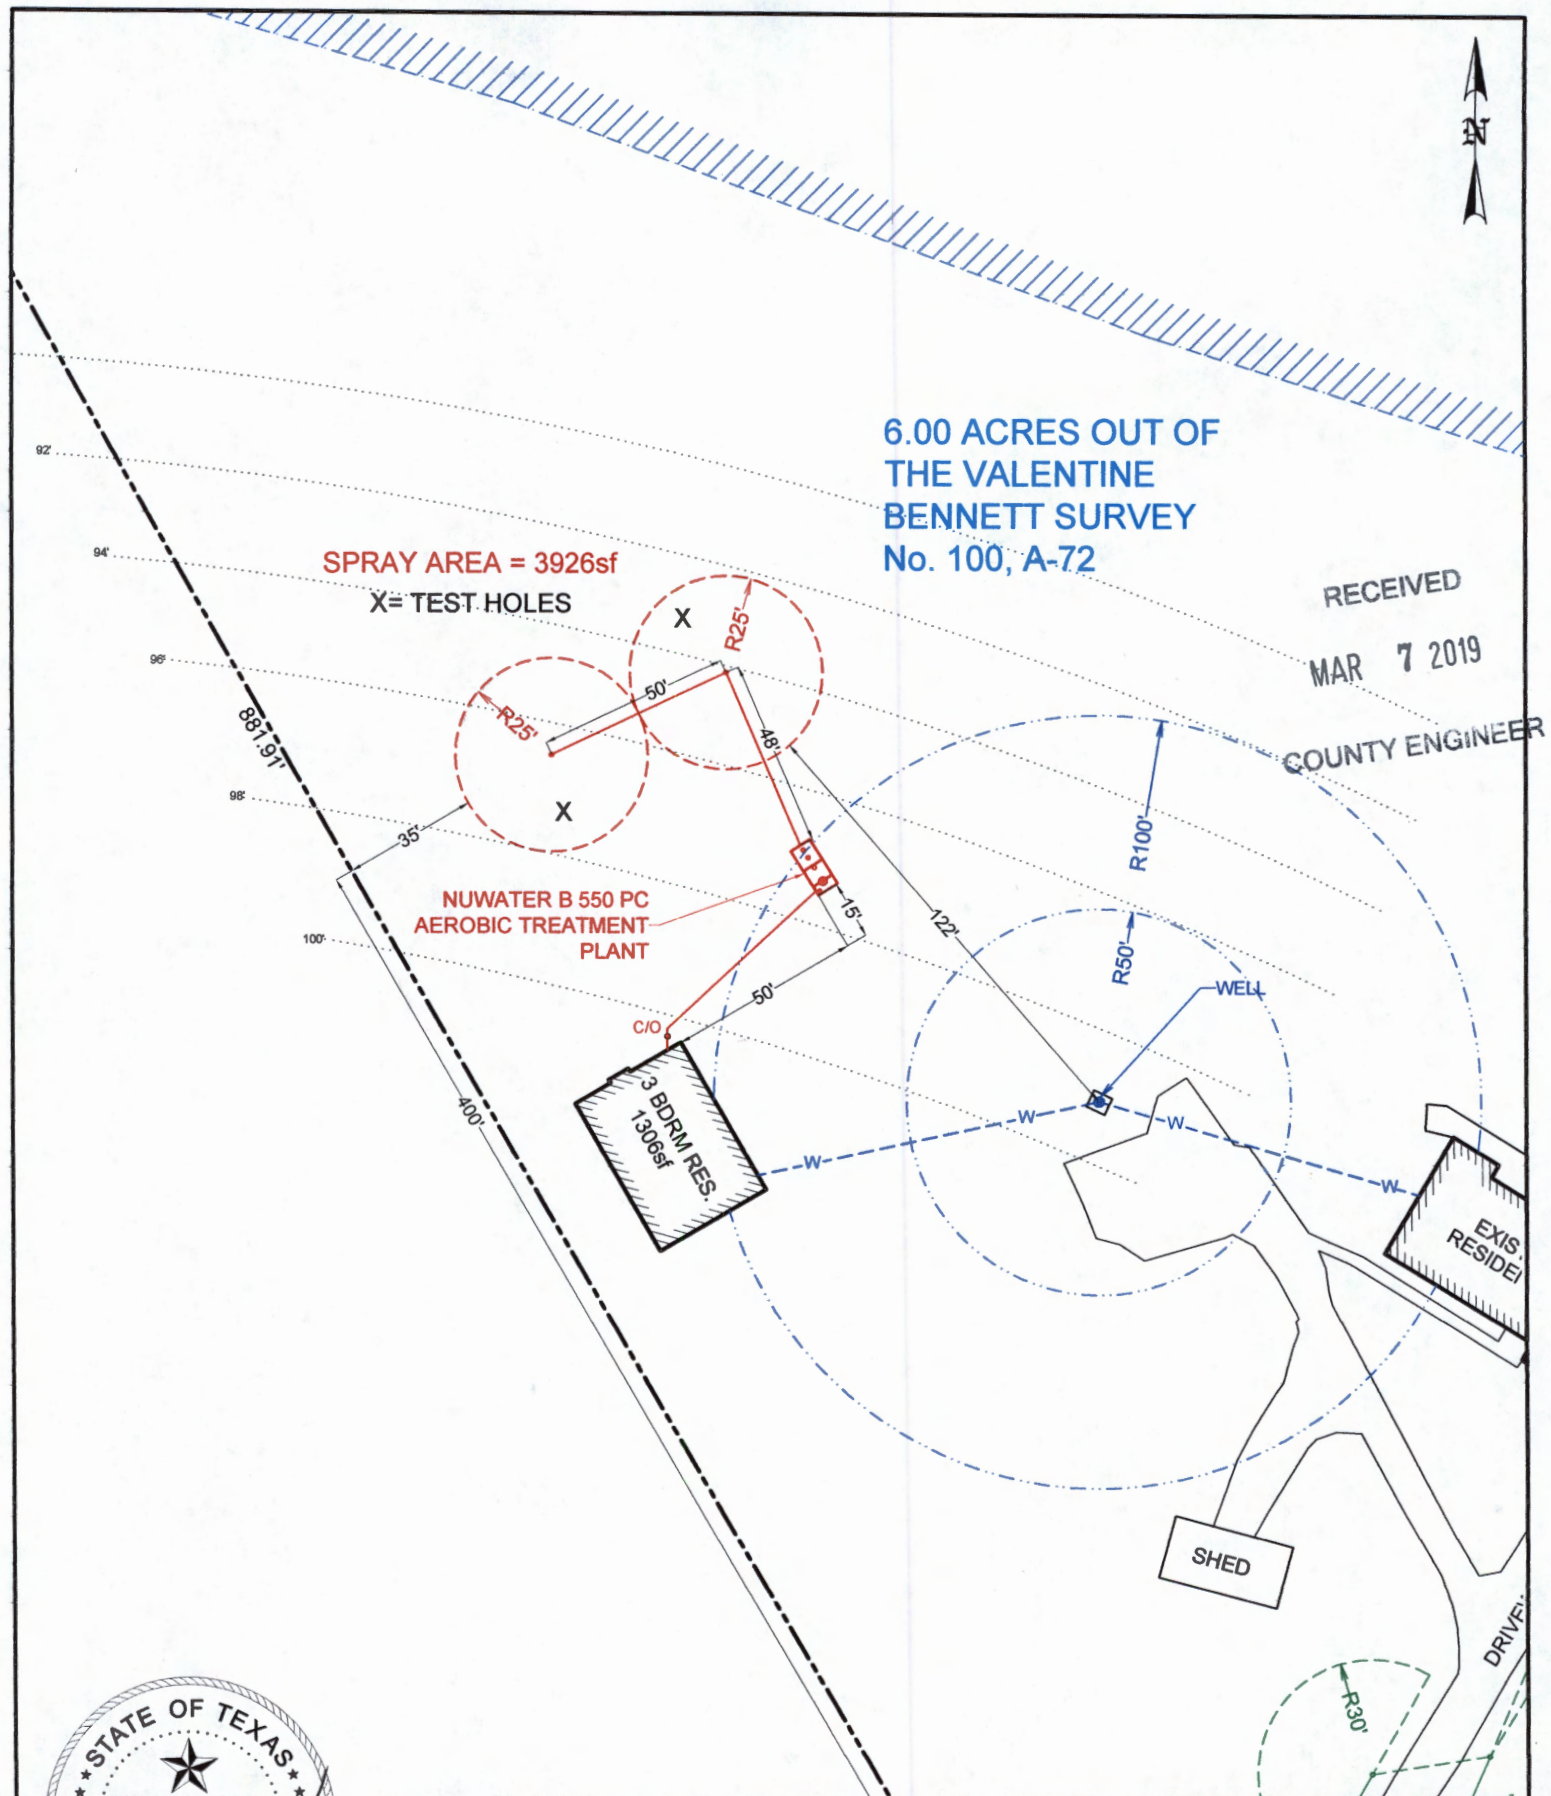 N
6.00 ACRES OUT OF
THE VALENTINE
BENNETT SURVEY
No. 100, A-72
92'
94'
96'
98'
100'
SPRAY AREA = 3926sf
X= TEST HOLES
X
R25'
RECEIVED
MAR 7 2019
COUNTY ENGINEER
50'
R25'
881.91'
48'
X
35'
R100'
NUWATER B 550 PC
AEROBIC TREATMENT
PLANT
15'
122'
R50'
WELL
50'
C/O
3 BDRM RES.
1306sf
400'
W
W
W
W
EXIS
RESIDE
SHED
DRIVE
R30'
STATE OF TEXAS